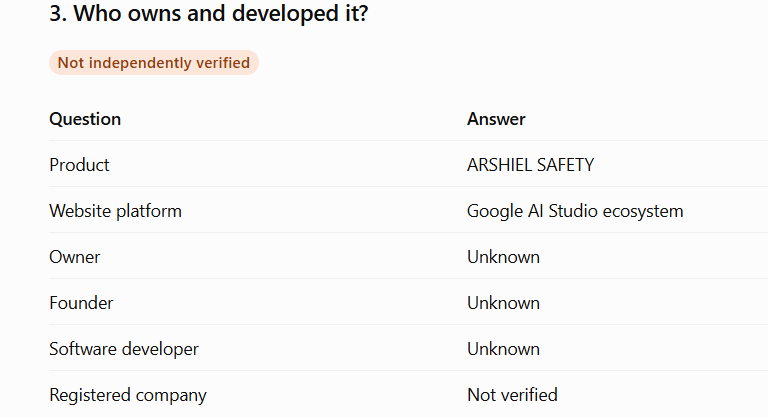 3. Who owns and developed it?
Not independently verified
Question Answer
Product ARSHIEL SAFETY
Website platform Google AI Studio ecosystem
Owner Unknown
Founder Unknown
Software developer Unknown
Registered company Not verified